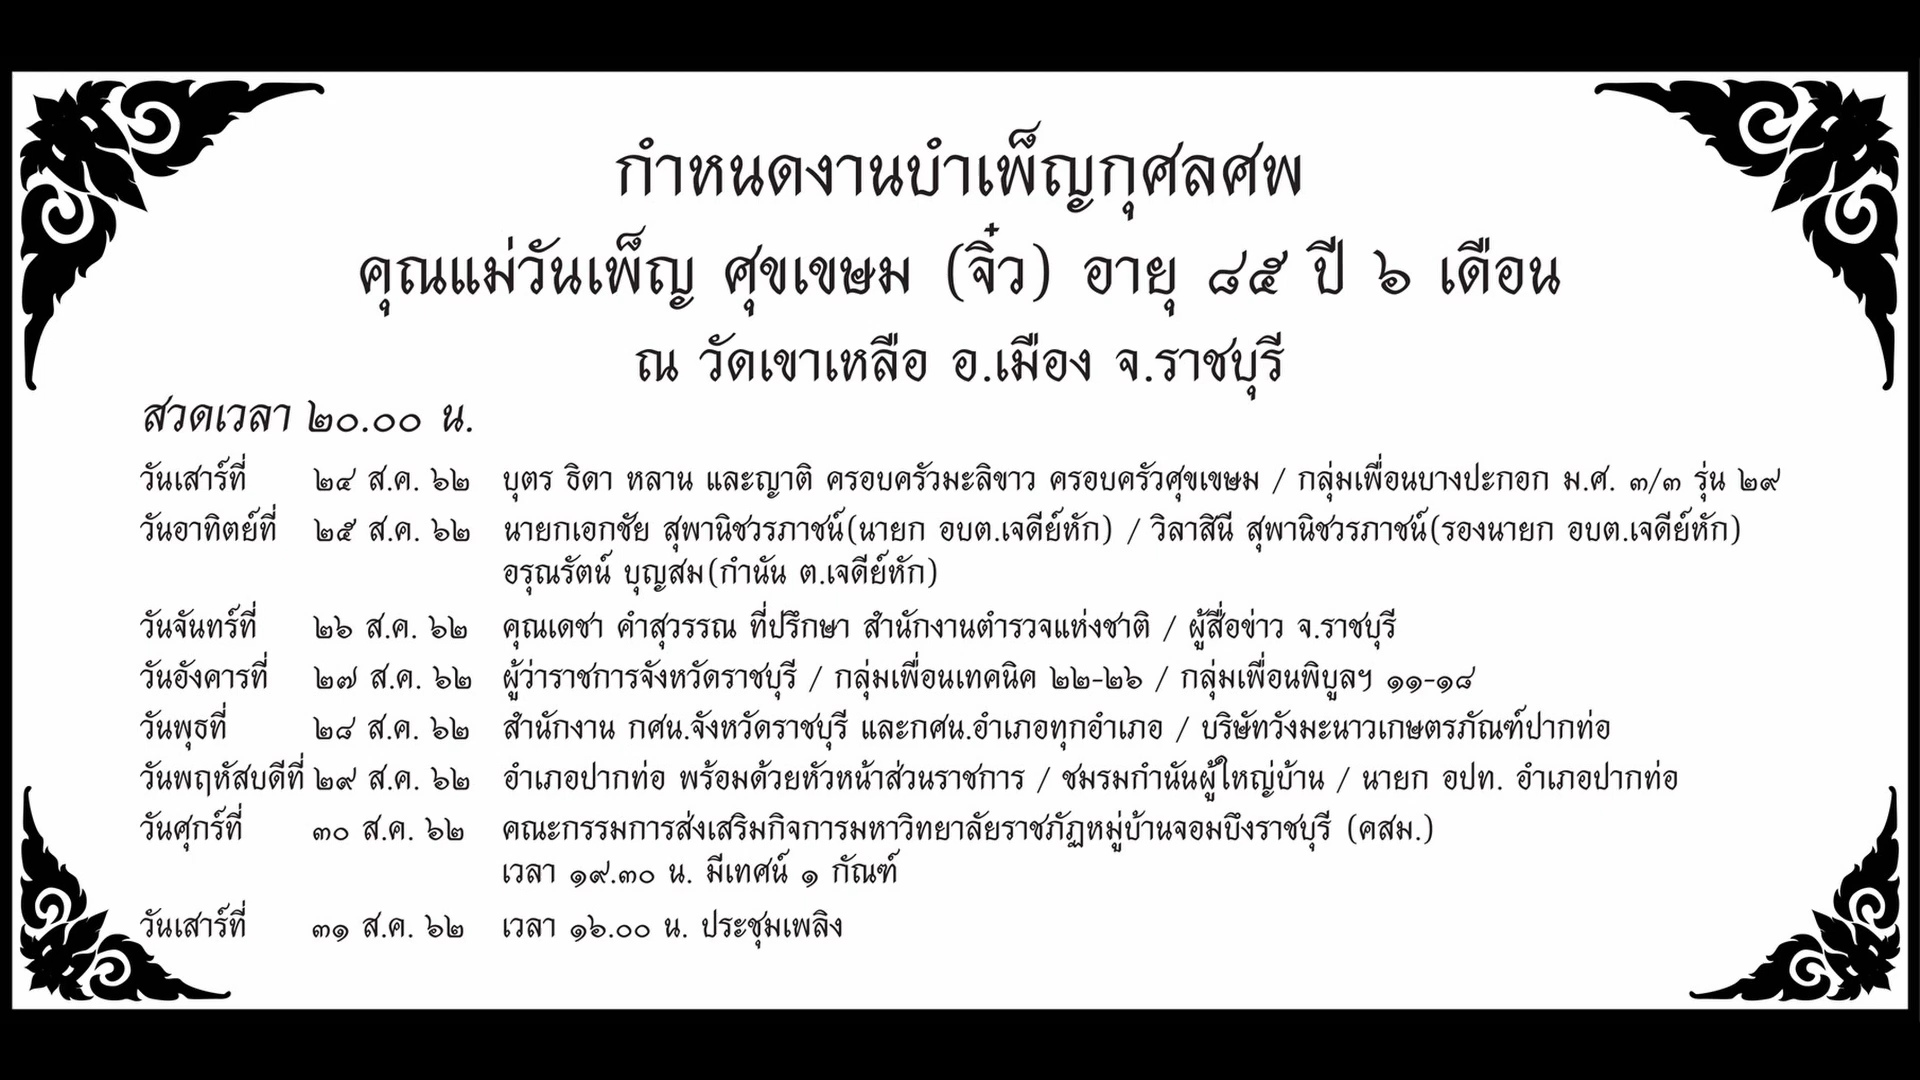 กำหนดงานบำเพ็ญกุศลศพ
คุณแม่วันเพ็ญ ศุขเขษม (จิ๋ว) อายุ ๘๕ ปี ๖ เดือน
ณ วัดเขาเหลือ อ.เมือง จ.ราชบุรี
สวดเวลา ๒๐.๐๐ น.
วันเสาร์ที่ ๒๔ ส.ค. ๖๒ บุตร ธิดา หลาน และญาติ ครอบครัวมะลิขาว ครอบครัวศุขเขษม / กลุ่มเพื่อนบางปะกอก ม.ศ. ๓/๓ รุ่น ๒๙
วันอาทิตย์ที่ ๒๕ ส.ค. ๖๒ นายกเอกชัย สุพานิชวรภาชน์(นายก อบต.เจดีย์หัก) / วิลาสินี สุพานิชวรภาชน์(รองนายก อบต.เจดีย์หัก)
อรุณรัตน์ บุญสม(กำนัน ต.เจดีย์หัก)
วันจันทร์ที่ ๒๖ ส.ค. ๖๒ คุณเดชา คำสุวรรณ ที่ปรึกษา สำนักงานตำรวจแห่งชาติ / ผู้สื่อข่าว จ.ราชบุรี
วันอังคารที่ ๒๗ ส.ค. ๖๒ ผู้ว่าราชการจังหวัดราชบุรี / กลุ่มเพื่อนเทคนิค ๒๒-๒๖ / กลุ่มเพื่อนพิบูลฯ ๑๑-๑๘
วันพุธที่ ๒๘ ส.ค. ๖๒ สำนักงาน กศน.จังหวัดราชบุรี และกศน.อำเภอทุกอำเภอ / บริษัทวังมะนาวเกษตรภัณฑ์ปากท่อ
วันพฤหัสบดีที่ ๒๙ ส.ค. ๖๒ อำเภอปากท่อ พร้อมด้วยหัวหน้าส่วนราชการ / ชมรมกำนันผู้ใหญ่บ้าน / นายก อปท. อำเภอปากท่อ
วันศุกร์ที่ ๓๐ ส.ค. ๖๒ คณะกรรมการส่งเสริมกิจการมหาวิทยาลัยราชภัฏหมู่บ้านจอมบึงราชบุรี (คสม.)
เวลา ๑๙.๓๐ น. มีเทศน์ ๑ กัณฑ์
วันเสาร์ที่ ๓๑ ส.ค. ๖๒ เวลา ๑๖.๐๐ น. ประชุมเพลิง